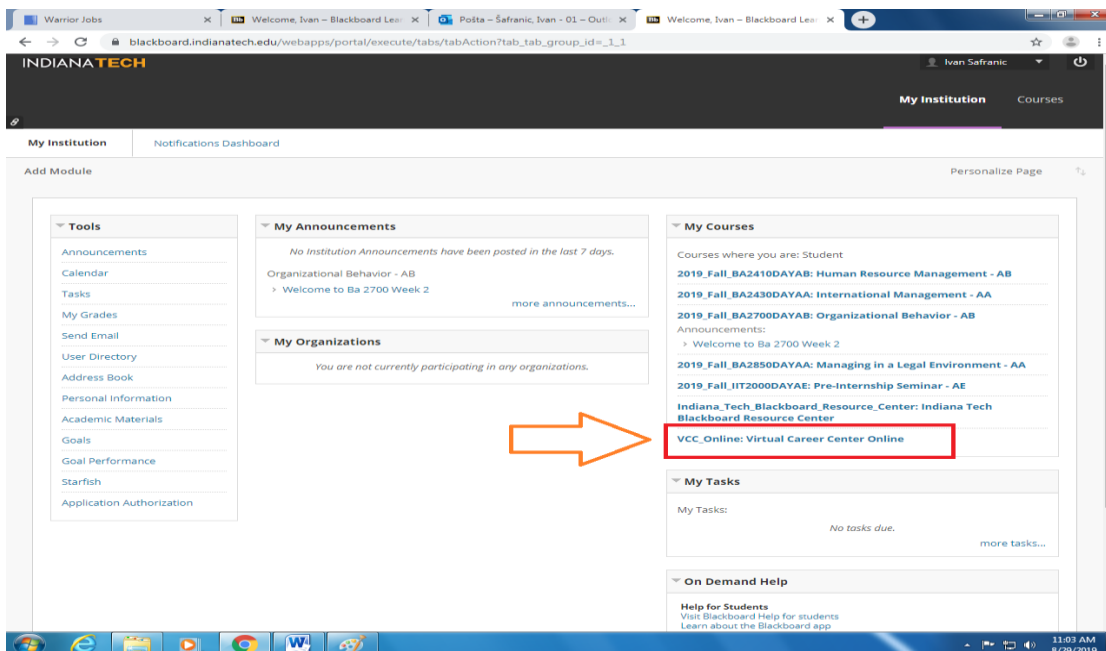 Warrior Jobs
Welcome, Ivan – Blackboard Lea
Pošta – Šafranic, Ivan - 01 – Outl
Welcome, Ivan – Blackboard Lea
blackboard.indianatech.edu/webapps/portal/execute/tabs/tabAction?tab_tab_group_id=_1_1
INDIANA TECH
Ivan Safranic
My Institution Courses
My Institution Notifications Dashboard
Add Module Personalize Page
Tools
Announcements
Calendar
Tasks
My Grades
Send Email
User Directory
Address Book
Personal Information
Academic Materials
Goals
Goal Performance
Starfish
Application Authorization
My Announcements
No Institution Announcements have been posted in the last 7 days.
Organizational Behavior - AB
> Welcome to Ba 2700 Week 2
more announcements...
My Organizations
You are not currently participating in any organizations.
My Courses
Courses where you are: Student
2019_Fall_BA2410DAYAB: Human Resource Management - AB
2019_Fall_BA2430DAYAA: International Management - AA
2019_Fall_BA2700DAYAB: Organizational Behavior - AB
Announcements:
> Welcome to Ba 2700 Week 2
2019_Fall_BA2850DAYAA: Managing in a Legal Environment - AA
2019_Fall_IIT2000DAYAE: Pre-Internship Seminar - AE
Indiana_Tech_Blackboard_Resource_Center: Indiana Tech
Blackboard Resource Center
VCC_Online: Virtual Career Center Online
My Tasks
My Tasks:
No tasks due.
more tasks...
On Demand Help
Help for Students
Visit Blackboard Help for students
Learn about the Blackboard app
11:03 AM
8/29/2019